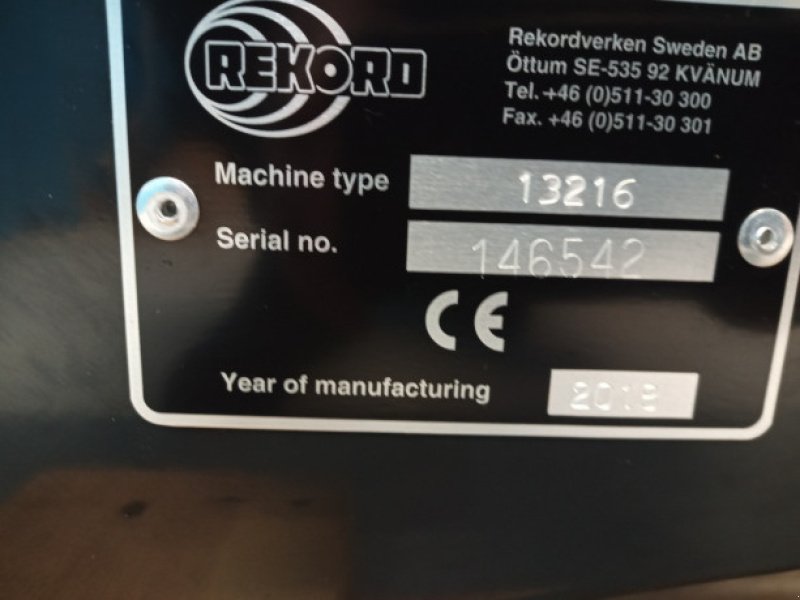 REKORD
Rekordverken Sweden AB
Öttum SE-535 92 KVÄNUM
Tel. +46 (0)511-30 300
Fax. +46 (0)511-30 301
Machine type 13216
Serial no. 146542
CE
Year of manufacturing